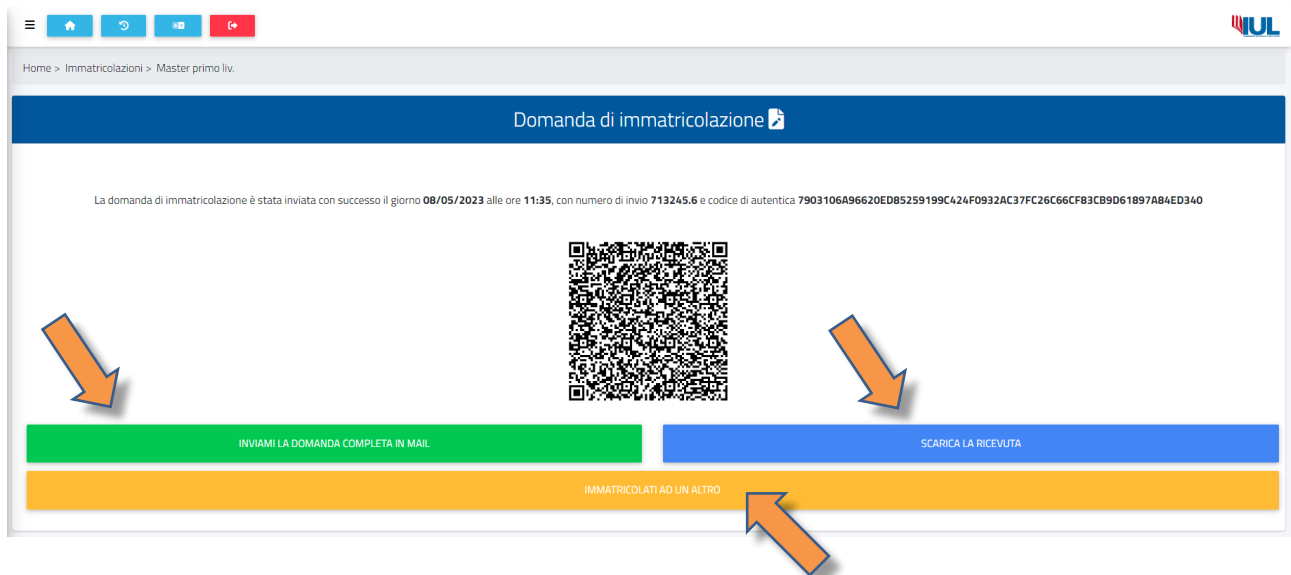 IUL
Home > Immatricolazioni > Master primo liv.
Domanda di immatricolazione
La domanda di immatricolazione è stata inviata con successo il giorno 08/05/2023 alle ore 11:35, con numero di invio 713245.6 e codice di autentica 7903106A96620ED85259199C424F0932AC37FC26C66CF83CB9D61897A84ED340
INVIAMI LA DOMANDA COMPLETA IN MAIL
SCARICA LA RICEVUTA
IMMATRICOLATI AD UN ALTRO